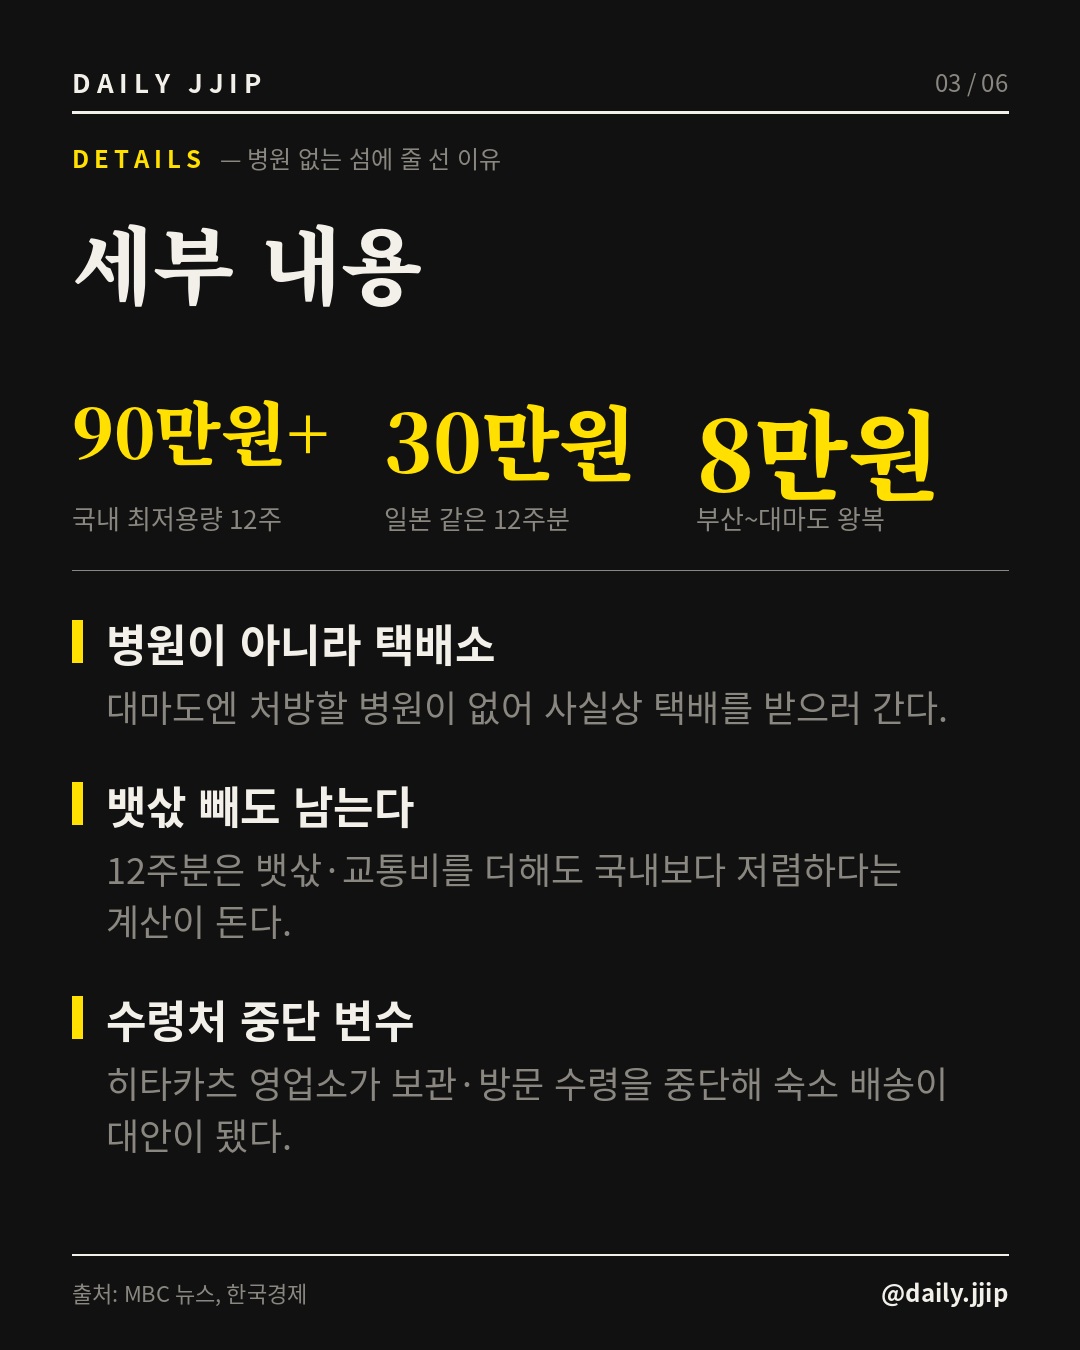 DAILY JJIP
03 / 06
DETAILS — 병원 없는 섬에 줄 선 이유
세부 내용
90만원+ 30만원 8만원
국내 최저용량 12주 일본 같은 12주분 부산~대마도 왕복
병원이 아니라 택배소
대마도엔 처방할 병원이 없어 사실상 택배를 받으러 간다.
뱃삯 빼도 남는다
12주분은 뱃삯·교통비를 더해도 국내보다 저렴하다는
계산이 돈다.
수령처 중단 변수
히타카츠 영업소가 보관·방문 수령을 중단해 숙소 배송이
대안이 됐다.
출처: MBC 뉴스, 한국경제
@daily.jjip